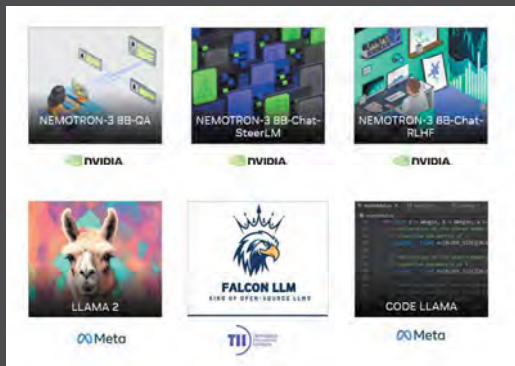 NEMOTRON-3 8B-QA
NEMOTRON-3 8B-Chat-
SteerLM
NEMOTRON-3 8B-Chat-
RLHF
NVIDIA
NVIDIA
NVIDIA
LLAMA 2
FALCON LLM
KING OF OPEN-SOURCE LLMS
CODE LLAMA
Meta
TII
Meta